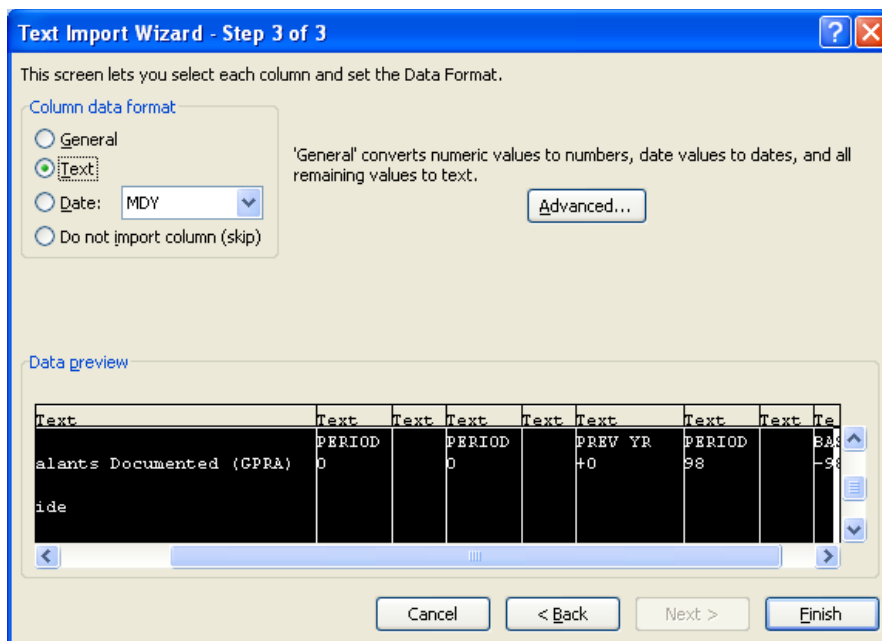 Text Import Wizard - Step 3 of 3
This screen lets you select each column and set the Data Format.
Column data format
General
Text
Date: MDY
Do not import column (skip)
'General' converts numeric values to numbers, date values to dates, and all
remaining values to text.
Advanced...
Data preview
Text Text Text Text Text Text Text Text Te
PERIOD PERIOD PREV YR PERIOD BAS
alants Documented (GPRA) 0 0 +0 98 -98
ide
Cancel < Back Next > Finish